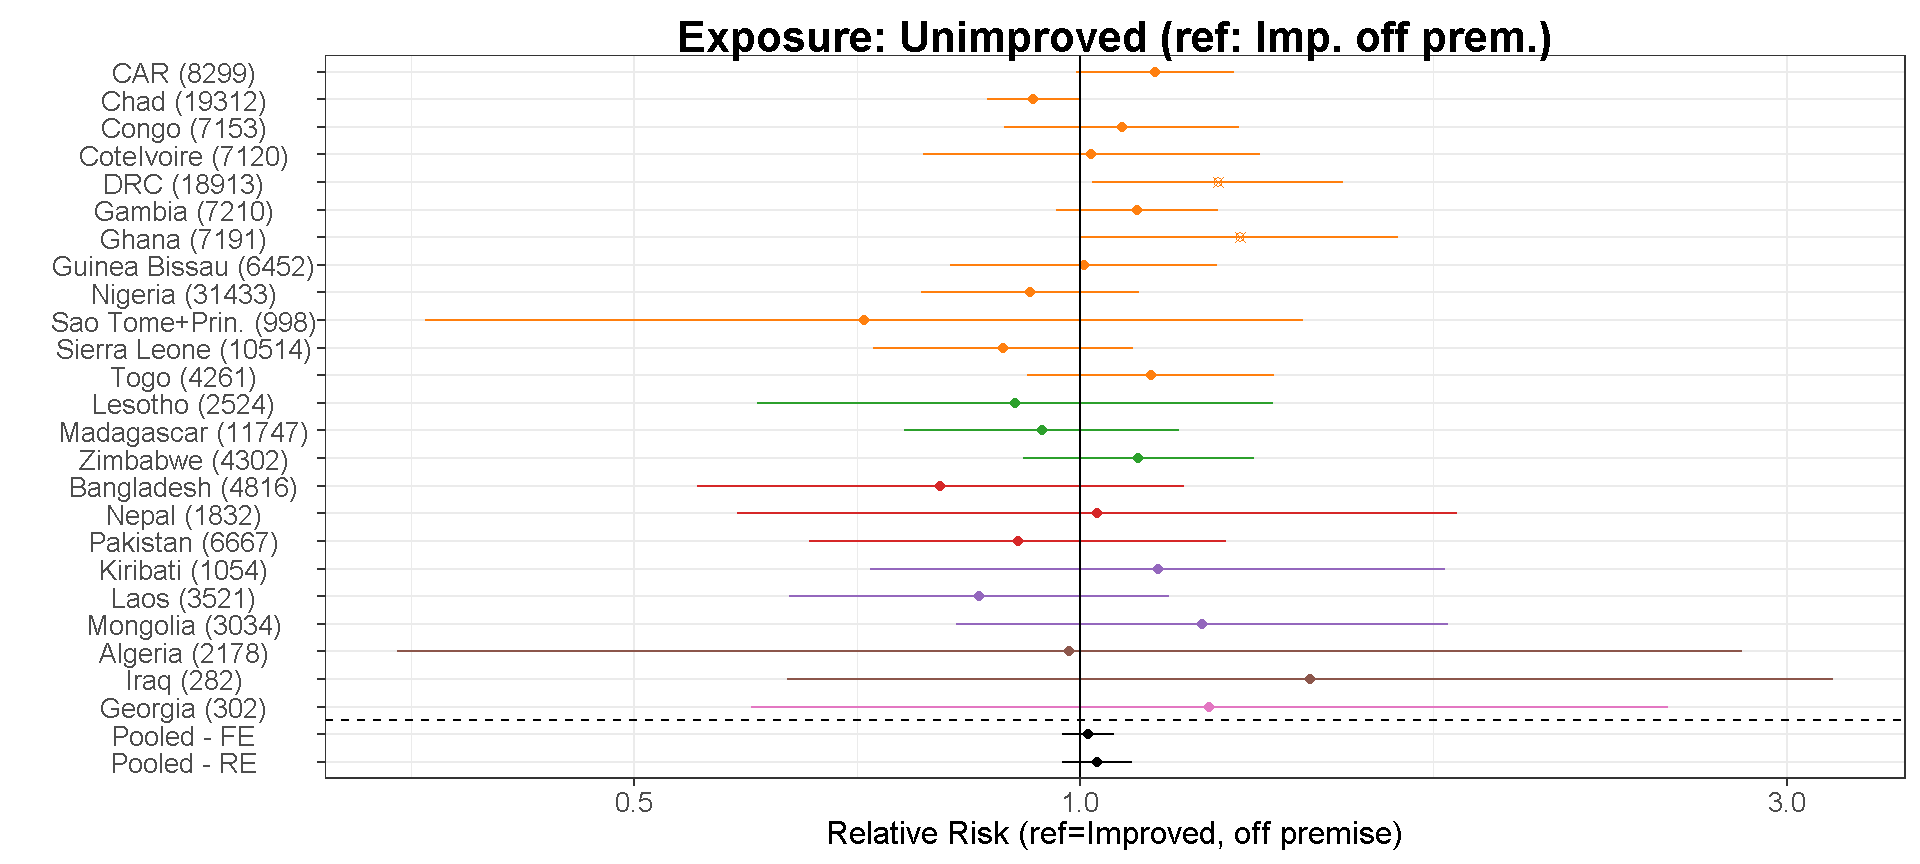 Exposure: Unimproved (ref: Imp. off prem.)
CAR (8299)
Chad (19312)
Congo (7153)
CoteIvoire (7120)
DRC (18913)
Gambia (7210)
Ghana (7191)
Guinea Bissau (6452)
Nigeria (31433)
Sao Tome+Prin. (998)
Sierra Leone (10514)
Togo (4261)
Lesotho (2524)
Madagascar (11747)
Zimbabwe (4302)
Bangladesh (4816)
Nepal (1832)
Pakistan (6667)
Kiribati (1054)
Laos (3521)
Mongolia (3034)
Algeria (2178)
Iraq (282)
Georgia (302)
Pooled - FE
Pooled - RE
0.5 1.0 3.0
Relative Risk (ref=Improved, off premise)